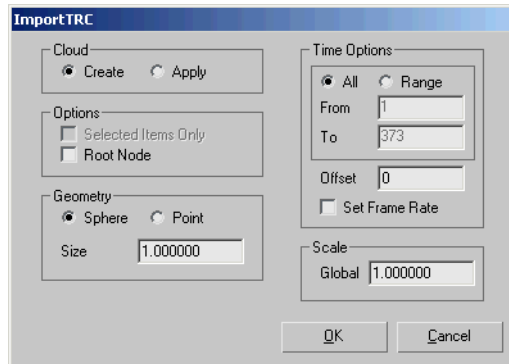 ImportTRC
Cloud
Create Apply
Options
Selected Items Only
Root Node
Geometry
Sphere Point
Size 1.000000
Time Options
All Range
From 1
To 373
Offset 0
Set Frame Rate
Scale
Global 1.000000
OK Cancel